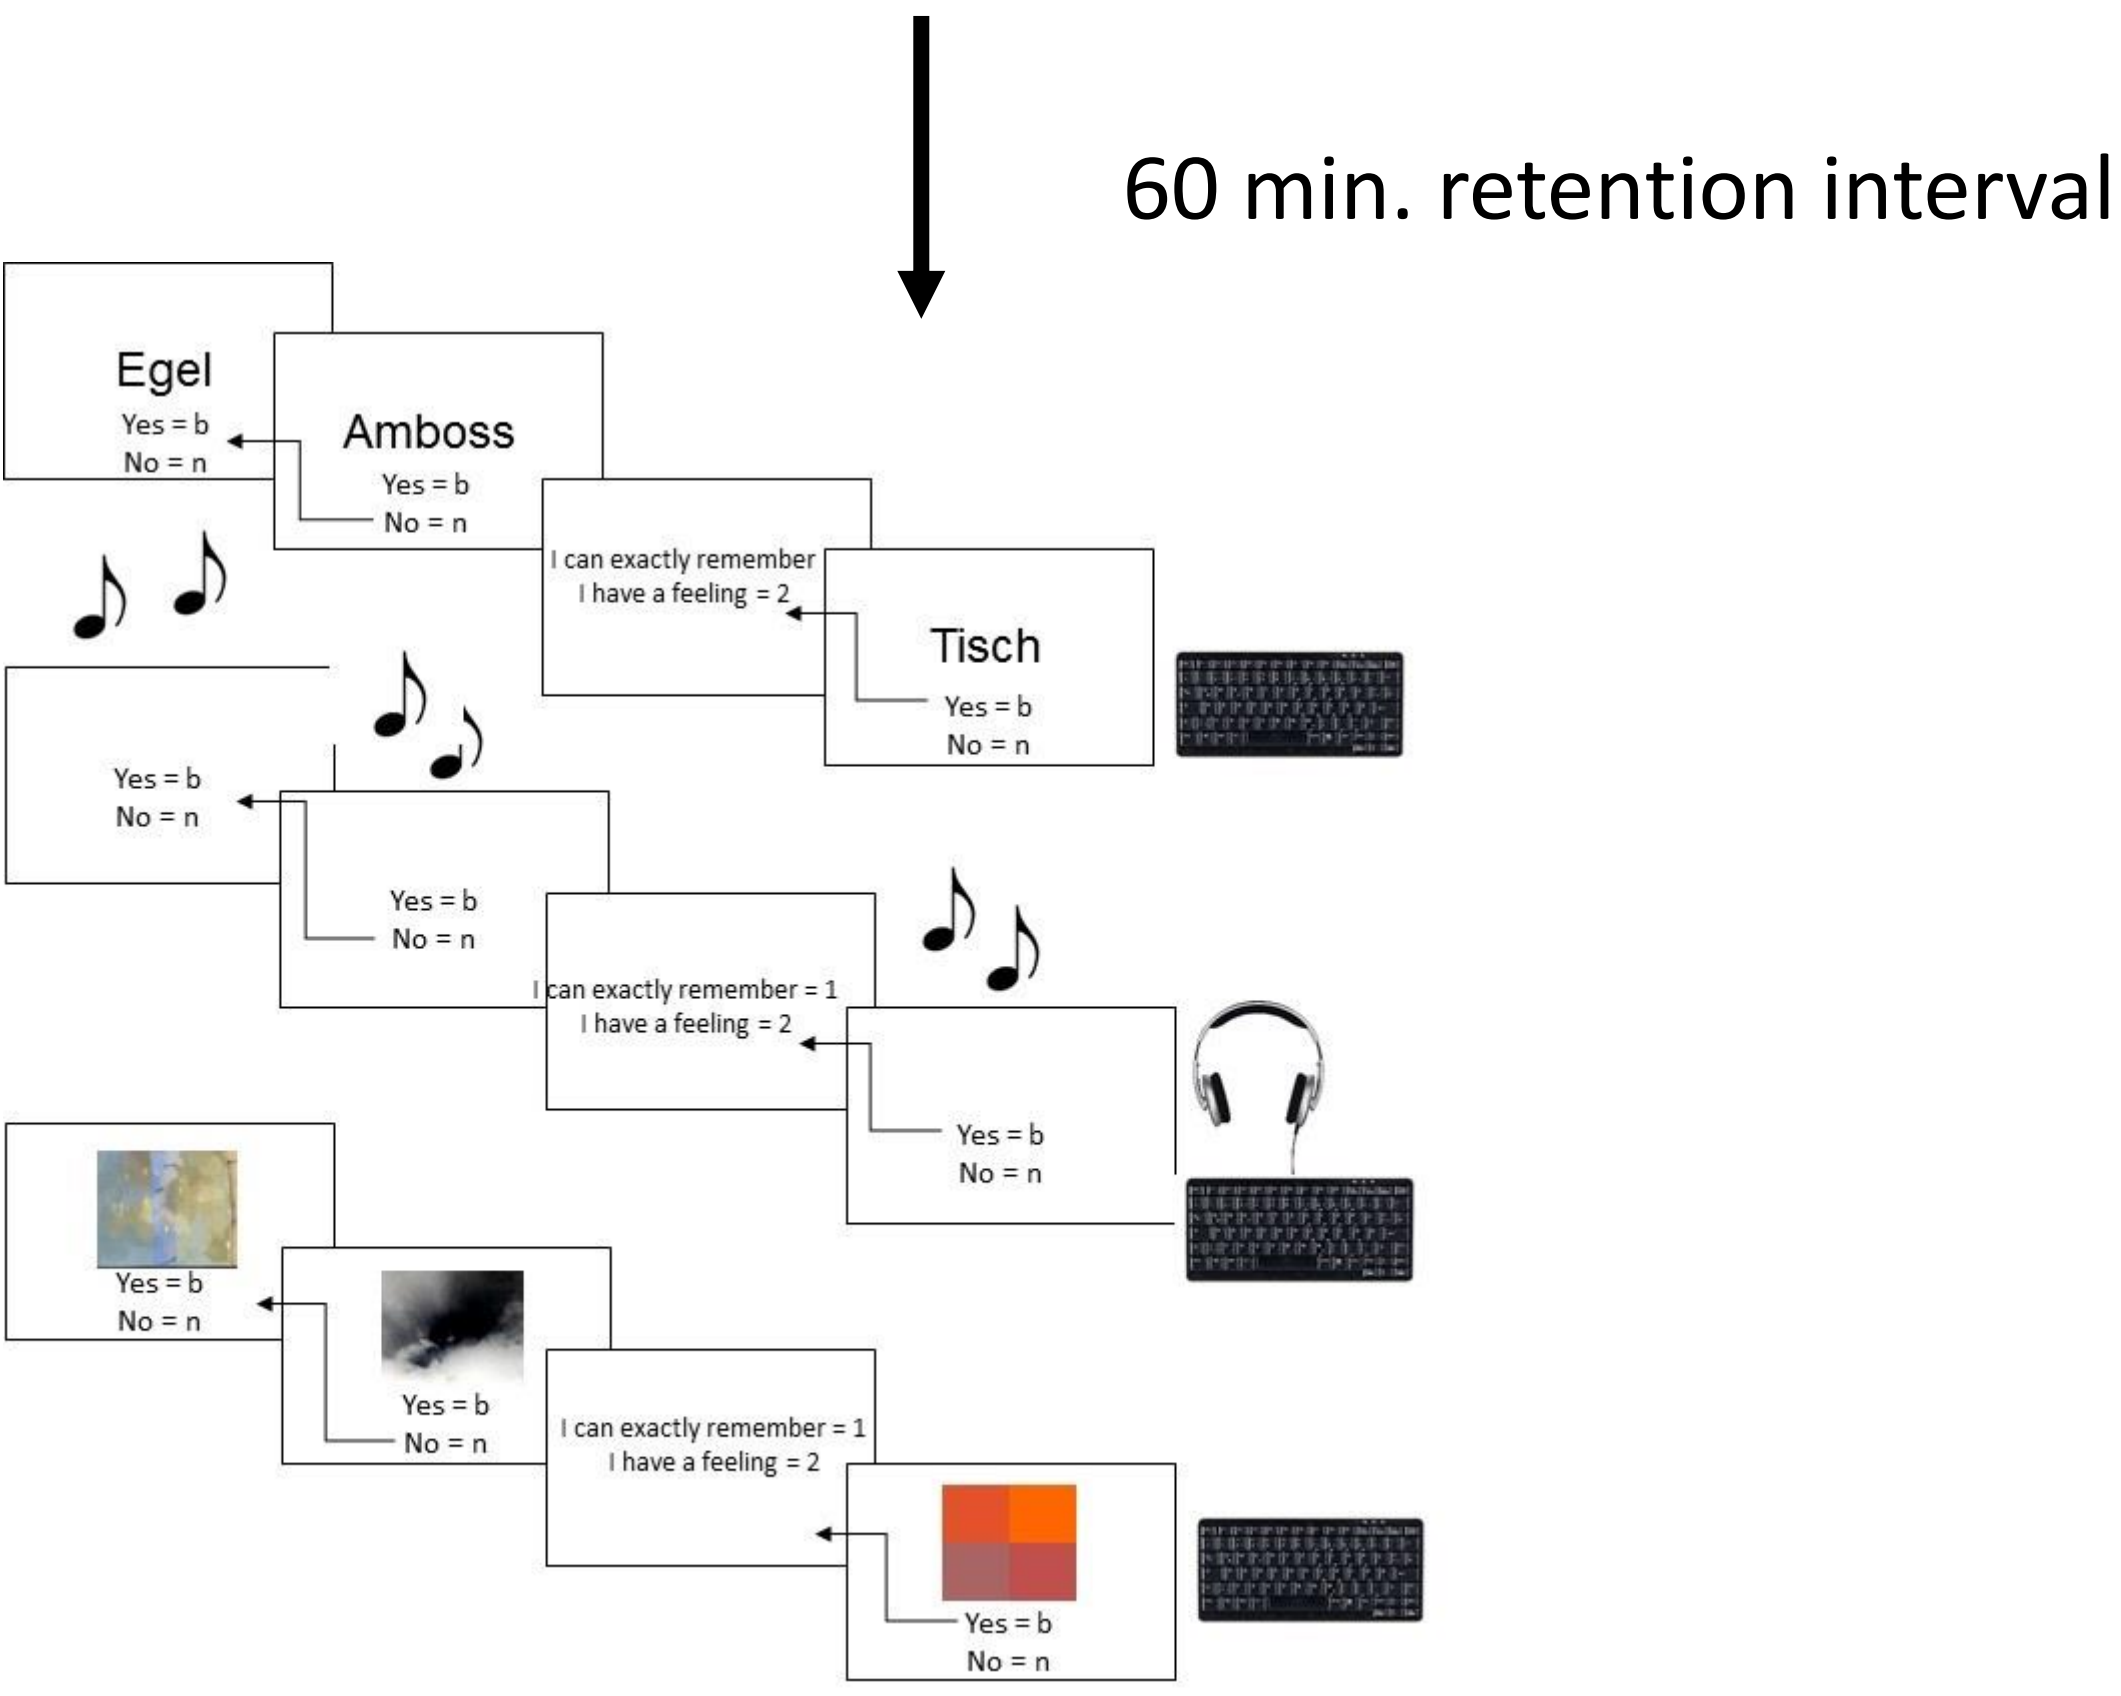 60 min. retention interval
Egel
Yes = b
No = n
Amboss
Yes = b
No = n
I can exactly remember
I have a feeling = 2
Tisch
Yes = b
No = n
Yes = b
No = n
Yes = b
No = n
I can exactly remember = 1
I have a feeling = 2
Yes = b
No = n
Yes = b
No = n
Yes = b
No = n
I can exactly remember = 1
I have a feeling = 2
Yes = b
No = n